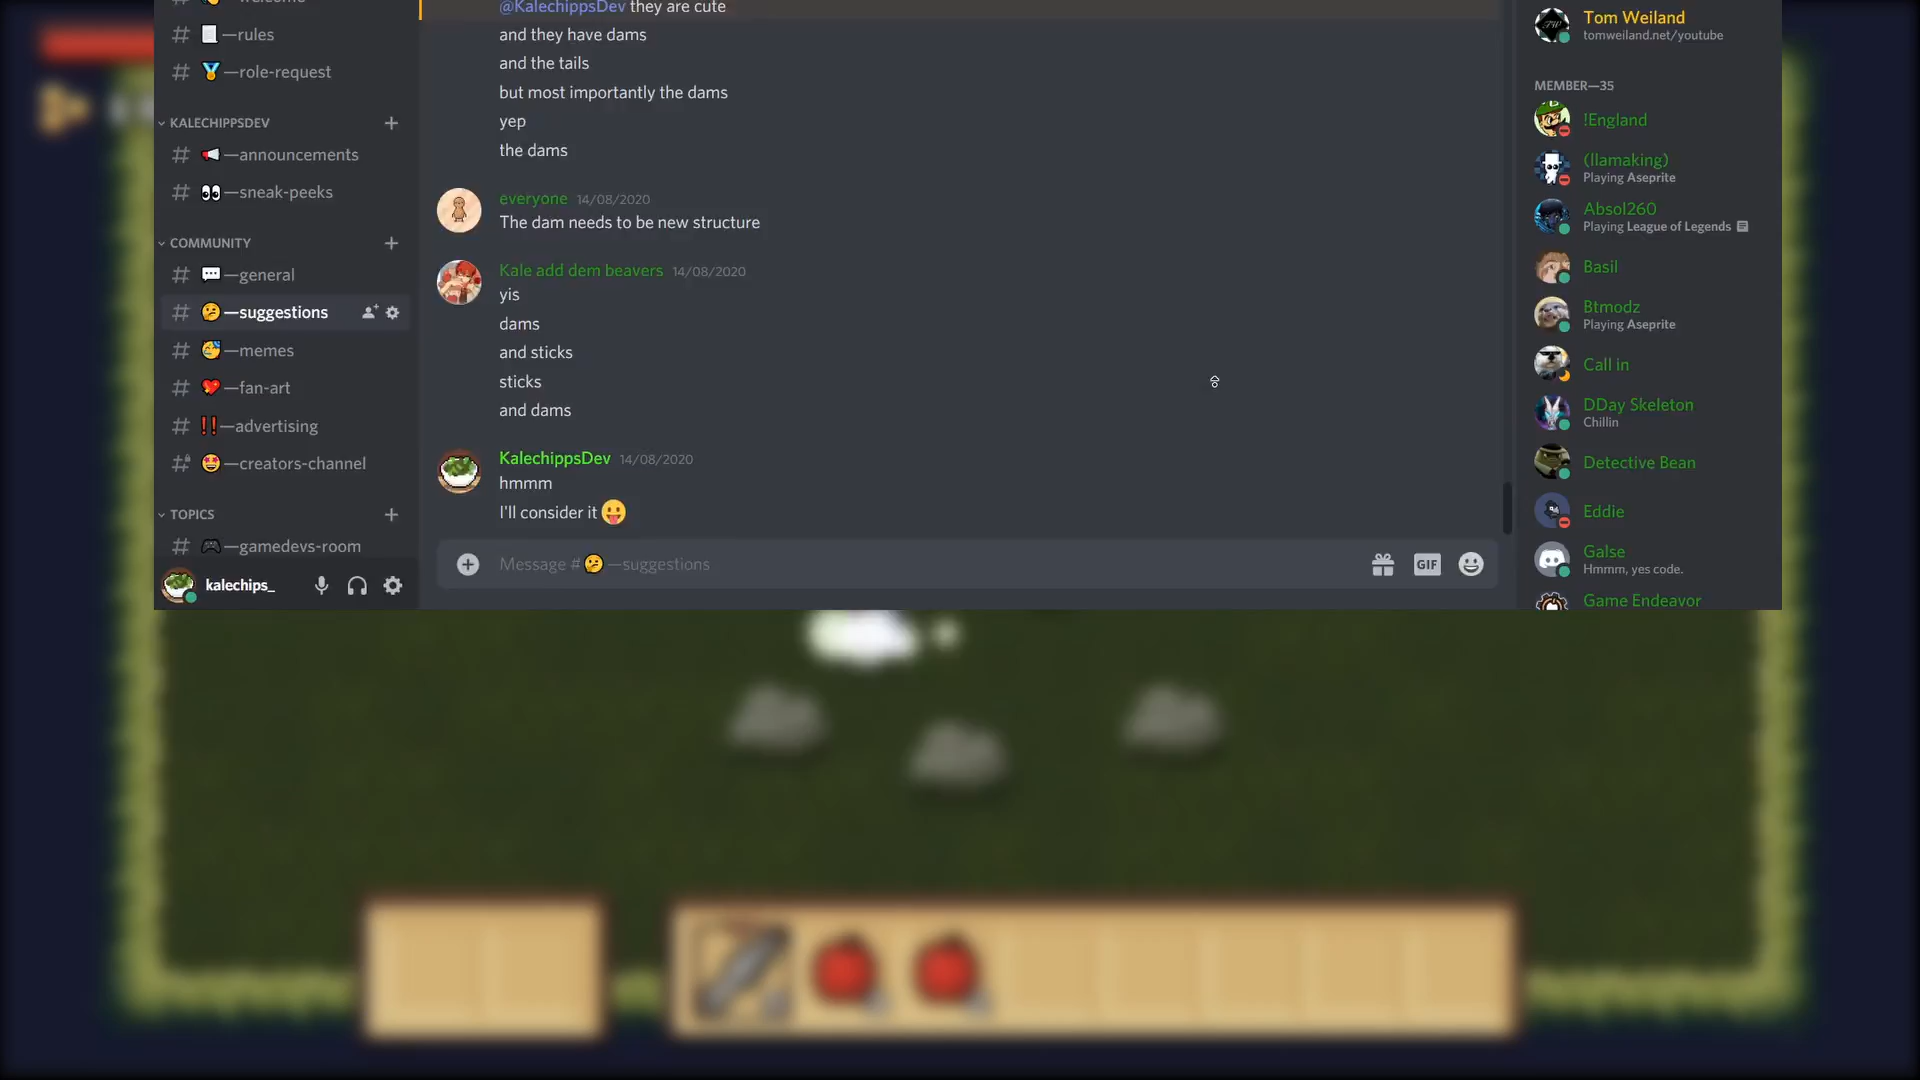 —rules
—role-request
KALECHIPPSDEV
—announcements
—sneak-peeks
COMMUNITY
—general
—suggestions
—memes
—fan-art
—advertising
—creators-channel
TOPICS
—gamedevs-room
kalechips_
@KalechippsDev they are cute
and they have dams
and the tails
but most importantly the dams
yep
the dams
everyone 14/08/2020
The dam needs to be new structure
Kale add dem beavers 14/08/2020
yis
dams
and sticks
sticks
and dams
KalechippsDev 14/08/2020
hmmm
I'll consider it 😛
Message # 🤔 —suggestions
GIF
Tom Weiland
tomweiland.net/youtube
MEMBER—35
!England
(llamaking)
Playing Aseprite
Absol260
Playing League of Legends
Basil
Btmodz
Playing Aseprite
Call in
DDay Skeleton
Chillin
Detective Bean
Eddie
Galse
Hmmm, yes code.
Game Endeavor